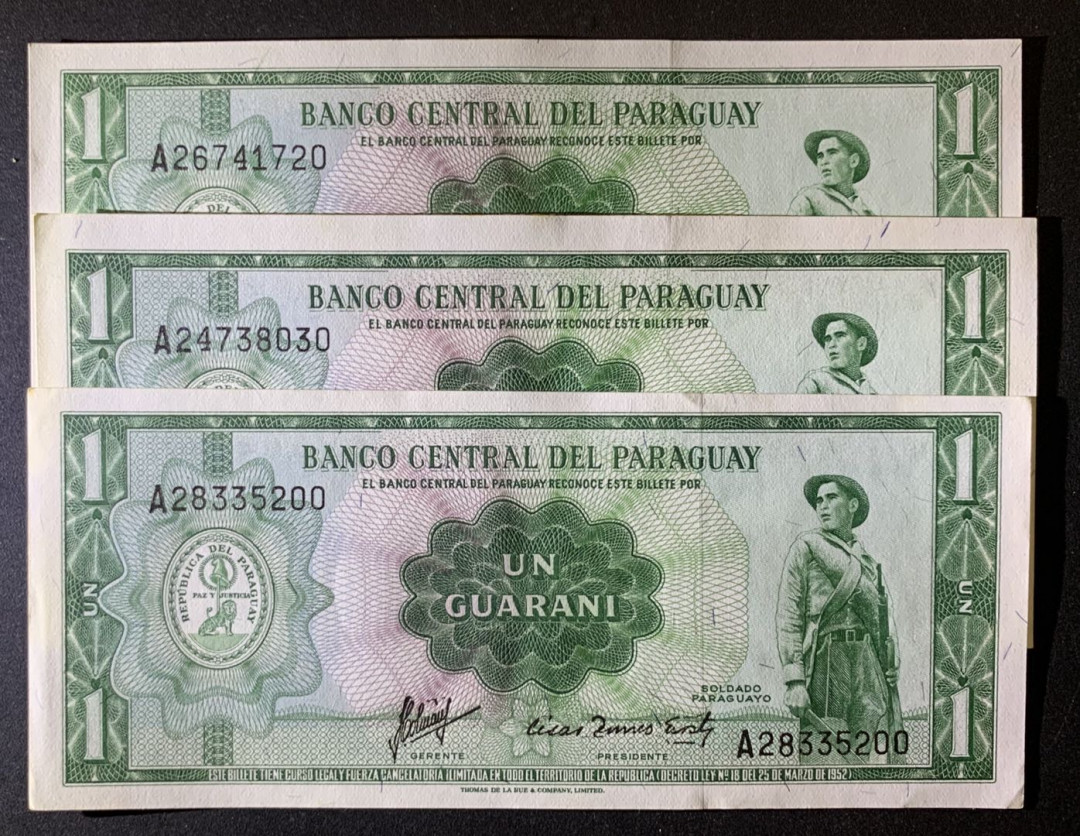 1 1
BANCO CENTRAL DEL PARAGUAY
EL BANCO CENTRAL DEL PARAGUAY RECONOCE ESTE BILLETE POR
A26741720
DEL
1 1
BANCO CENTRAL DEL PARAGUAY
EL BANCO CENTRAL DEL PARAGUAY RECONOCE ESTE BILLETE POR
A24738030
DEL
1 1
BANCO CENTRAL DEL PARAGUAY
EL BANCO CENTRAL DEL PARAGUAY RECONOCE ESTE BILLETE POR
A28335200
REPUBLICA DEL PARAGUAY
PAZ Y JUSTICIA
UN
GUARANI
UN UN
SOLDADO
PARAGUAYO
GERENTE PRESIDENTE
A28335200
1 1
ESTE BILLETE TIENE CURSO LEGAL Y FUERZA CANCELATORIA ILIMITADA EN TODO EL TERRITORIO DE LA REPUBLICA (DECRETO LEY Nº 18 DEL 25 DE MARZO DE 1952)
THOMAS DE LA RUE & COMPANY, LIMITED.